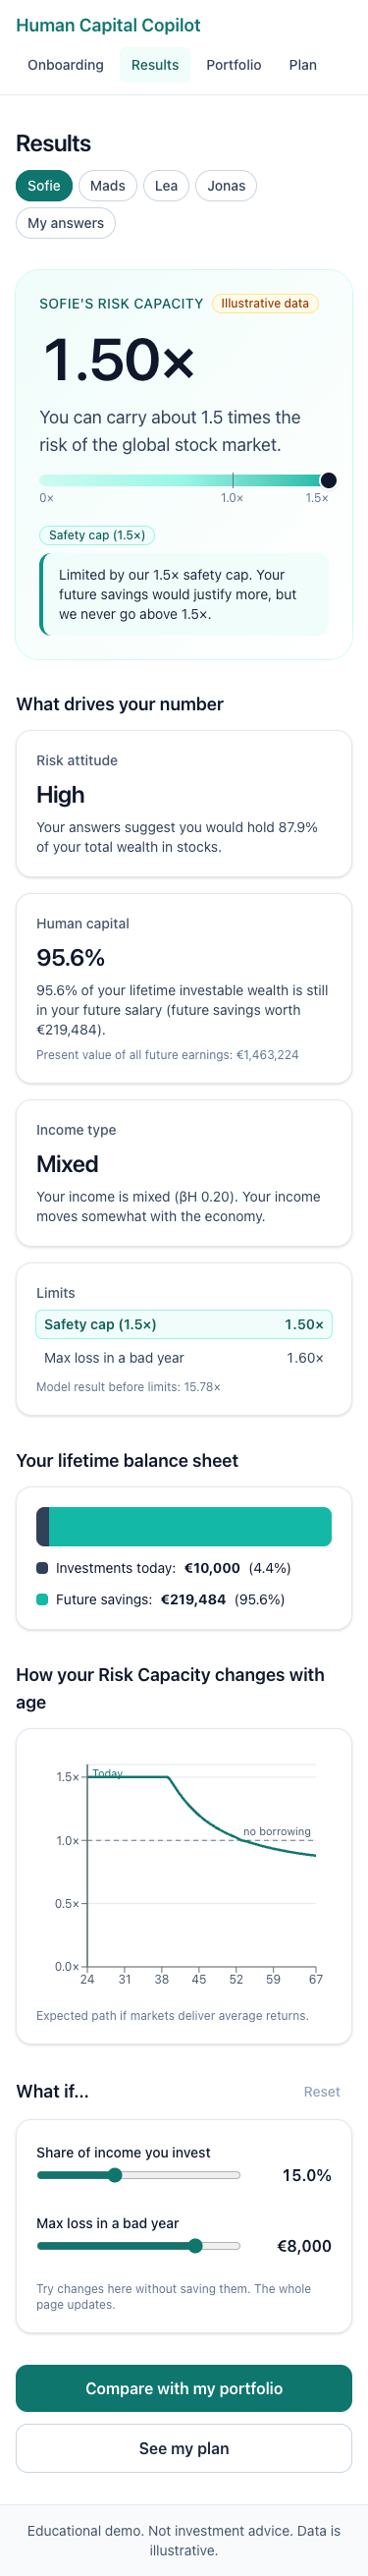 Human Capital Copilot
Onboarding Results Portfolio Plan
Results
Sofie Mads Lea Jonas
My answers
SOFIE'S RISK CAPACITY Illustrative data
1.50×
You can carry about 1.5 times the
risk of the global stock market.
0× 1.0× 1.5×
Safety cap (1.5×)
Limited by our 1.5× safety cap. Your
future savings would justify more, but
we never go above 1.5×.
What drives your number
Risk attitude
High
Your answers suggest you would hold 87.9%
of your total wealth in stocks.
Human capital
95.6%
95.6% of your lifetime investable wealth is still
in your future salary (future savings worth
€219,484).
Present value of all future earnings: €1,463,224
Income type
Mixed
Your income is mixed (βH 0.20). Your income
moves somewhat with the economy.
Limits
Safety cap (1.5×) 1.50×
Max loss in a bad year 1.60×
Model result before limits: 15.78×
Your lifetime balance sheet
Investments today: €10,000 (4.4%)
Future savings: €219,484 (95.6%)
How your Risk Capacity changes with
age
Today
1.5×
no borrowing
1.0×
0.5×
0.0×
24 31 38 45 52 59 67
Expected path if markets deliver average returns.
What if... Reset
Share of income you invest
15.0%
Max loss in a bad year
€8,000
Try changes here without saving them. The whole
page updates.
Compare with my portfolio
See my plan
Educational demo. Not investment advice. Data is
illustrative.